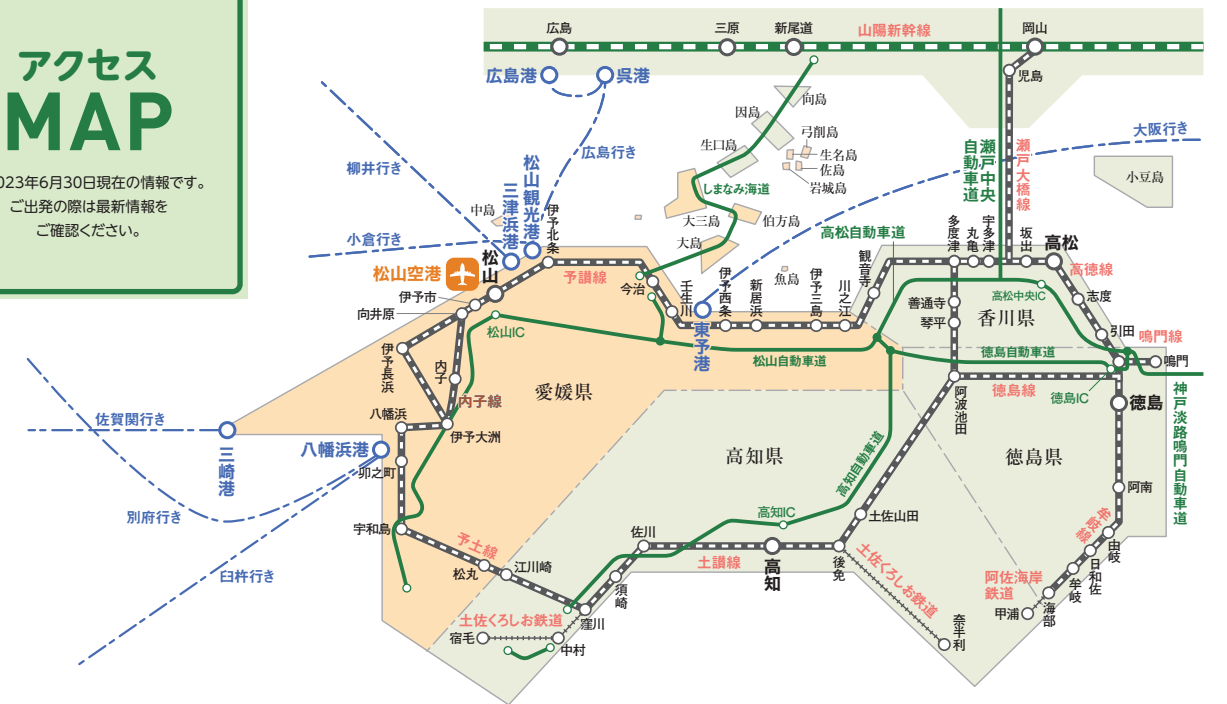 アクセス
MAP
023年6月30日現在の情報です。
ご出発の際は最新情報を
ご確認ください。
広島
三原
新尾道
山陽新幹線
岡山
広島港
呉港
児島
向島
因島
弓削島
生口島
生名島
佐島
岩城島
大阪行き
柳井行き
広島行き
松山観光港
三津浜港
しまなみ海道
瀬戸中央
自動車道
瀬戸大橋線
小豆島
中島
伊予北条
大三島
伯方島
小倉行き
大島
高松自動車道
多度津
丸亀
宇多津
坂出
高松
松山空港
松山
予讃線
今治
壬生川
伊予西条
新居浜
魚島
伊予三島
川之江
観音寺
高徳線
志度
高松中央IC
善通寺
香川県
琴平
引田
鳴門線
鳴門
伊予市
向井原
松山IC
東予港
松山自動車道
徳島自動車道
徳島線
徳島IC
徳島
伊予長浜
内子
内子線
愛媛県
阿波池田
神戸淡路鳴門自動車道
佐賀関行き
三崎港
八幡浜
八幡浜港
伊予大洲
卯之町
高知県
徳島県
高知自動車道
阿南
別府行き
宇和島
高知IC
土佐山田
牟岐線
由岐
臼杵行き
予土線
松丸
江川崎
佐川
土讃線
高知
後免
土佐くろしお鉄道
日和佐
牟岐
阿佐海岸
鉄道
海部
甲浦
須崎
窪川
土佐くろしお鉄道
宿毛
中村
奈半利